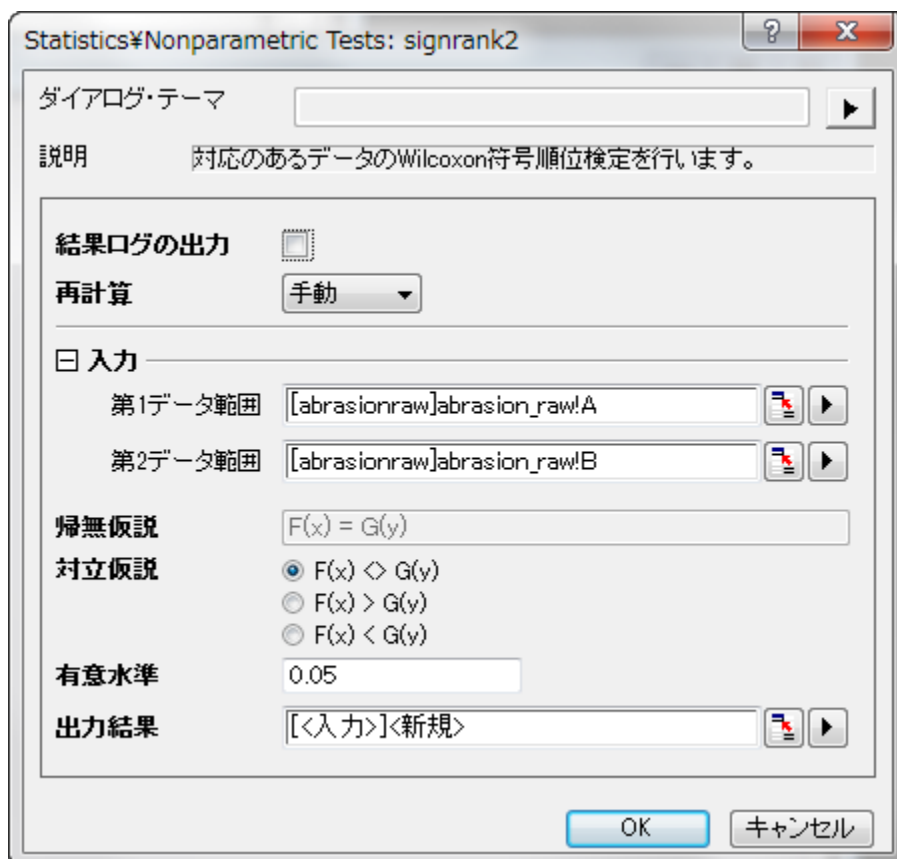 Statistics¥Nonparametric Tests: signrank2
ダイアログ・テーマ
説明 対応のあるデータのWilcoxon符号順位検定を行います。
結果ログの出力
再計算 手動
入力
第1データ範囲 [abrasionraw]abrasion_raw!A
第2データ範囲 [abrasionraw]abrasion_raw!B
帰無仮説 F(x) = G(y)
対立仮説 F(x) <> G(y)
F(x) > G(y)
F(x) < G(y)
有意水準 0.05
出力結果 [<入力>]<新規>
OK キャンセル